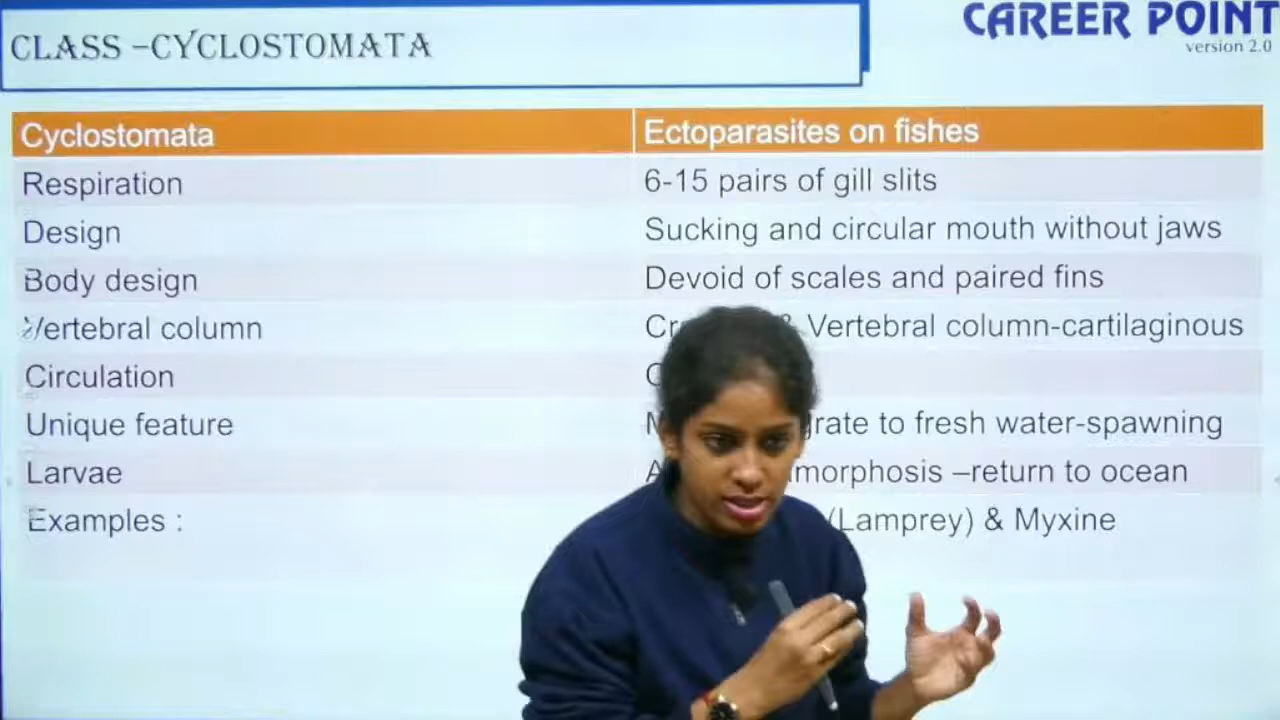 CLASS –CYCLOSTOMATA
CAREER POINT
version 2.0
Cyclostomata Ectoparasites on fishes
Respiration 6-15 pairs of gill slits
Design Sucking and circular mouth without jaws
Body design Devoid of scales and paired fins
Vertebral column & Vertebral column-cartilaginous
Circulation
Unique feature to fresh water-spawning
Larvae –return to ocean
Examples : (Lamprey) & Myxine